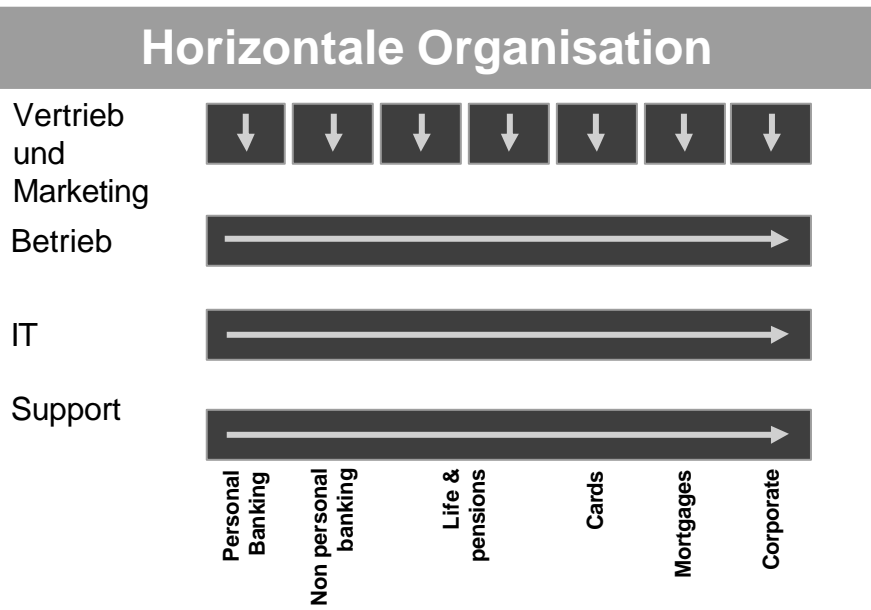 Horizontale Organisation
Vertrieb
und
Marketing
Betrieb
IT
Support
Personal
Banking
Non personal
banking
Life &
pensions
Cards
Mortgages
Corporate